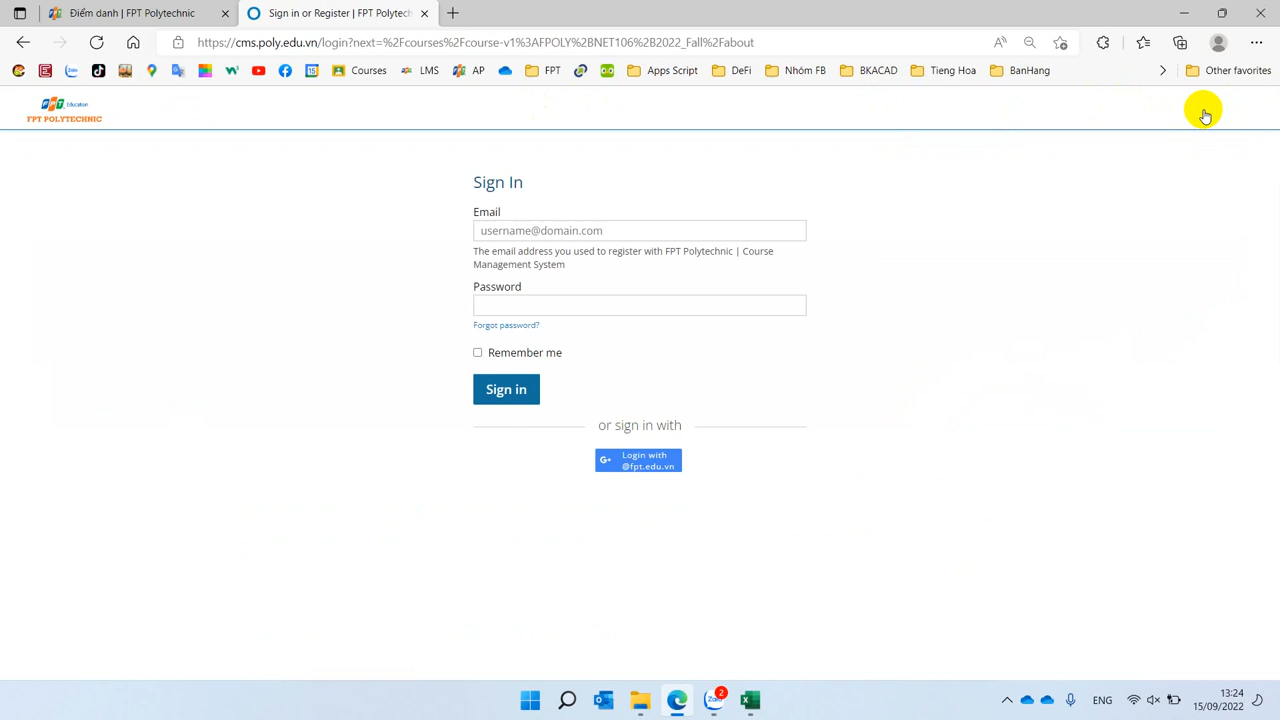 Điểm danh | FPT Polytechnic
Sign in or Register | FPT Polytech
https://cms.poly.edu.vn/login?next=%2Fcourses%2Fcourse-v1%3AFPOLY%2BNET106%2B2022_Fall%2Fabout
Courses
LMS
AP
FPT
Apps Script
DeFi
Nhóm FB
BKACAD
Tieng Hoa
BanHang
Other favorites
FPT Education
FPT POLYTECHNIC
Sign In
Email
username@domain.com
The email address you used to register with FPT Polytechnic | Course
Management System
Password
Forgot password?
Remember me
Sign in
or sign in with
Login with
@fpt.edu.vn
2
ENG
13:24
15/09/2022